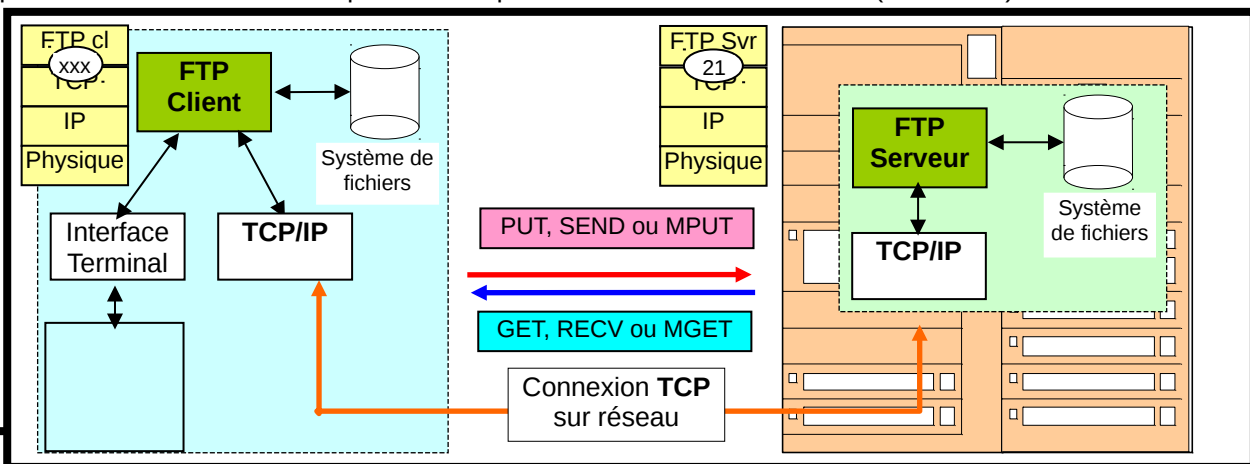 FTP cl
xxx
TCP
IP
Physique
FTP
Client
Système de
fichiers
Interface
Terminal
TCP/IP
PUT, SEND ou MPUT
GET, RECV ou MGET
Connexion TCP
sur réseau
FTP Svr
21
TCP
IP
Physique
FTP
Serveur
Système
de fichiers
TCP/IP